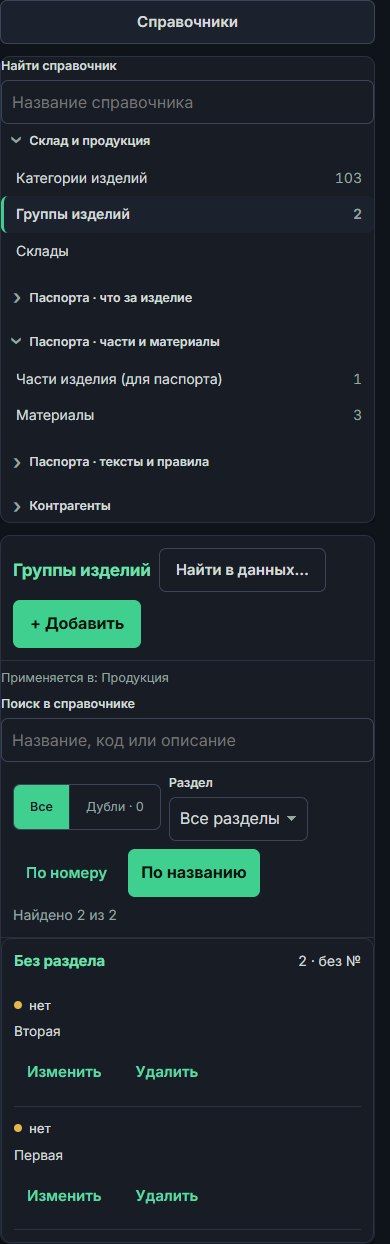 Справочники
Найти справочник
Название справочника
Склад и продукция
Категории изделий 103
Группы изделий 2
Склады
Паспорта · что за изделие
Паспорта · части и материалы
Части изделия (для паспорта) 1
Материалы 3
Паспорта · тексты и правила
Контрагенты
Группы изделий Найти в данных...
+ Добавить
Применяется в: Продукция
Поиск в справочнике
Название, код или описание
Раздел
Все Дубли · 0 Все разделы
По номеру По названию
Найдено 2 из 2
Без раздела 2 · без №
нет
Вторая
Изменить Удалить
нет
Первая
Изменить Удалить